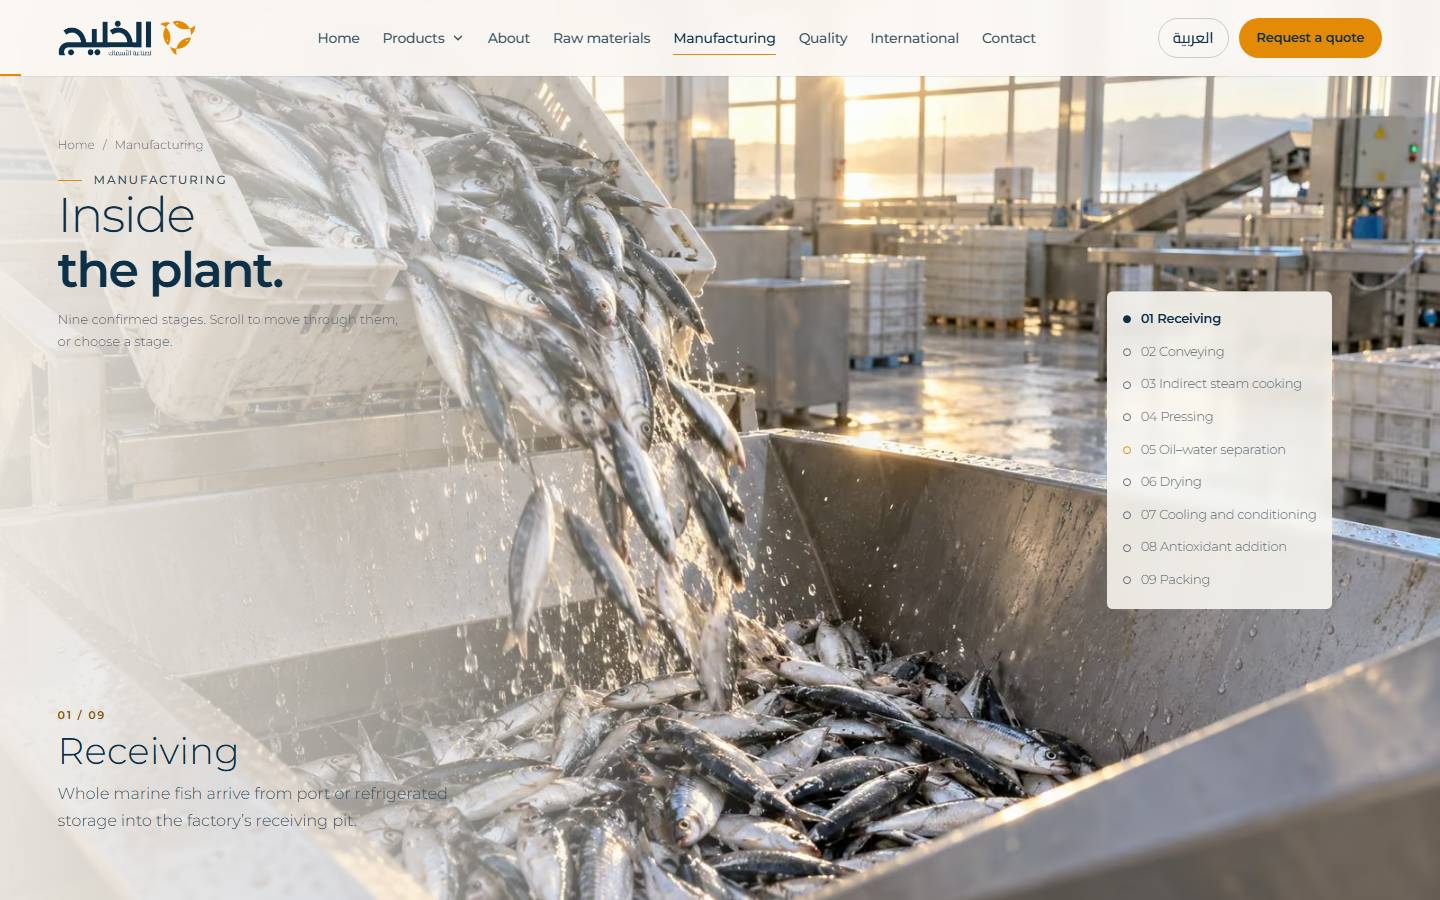 الخليج
لصناعة الأسماك
Home
Products
About
Raw materials
Manufacturing
Quality
International
Contact
العربية
Request a quote
Home / Manufacturing
MANUFACTURING
Inside
the plant.
Nine confirmed stages. Scroll to move through them,
or choose a stage.
01 Receiving
02 Conveying
03 Indirect steam cooking
04 Pressing
05 Oil–water separation
06 Drying
07 Cooling and conditioning
08 Antioxidant addition
09 Packing
01 / 09
Receiving
Whole marine fish arrive from port or refrigerated
storage into the factory’s receiving pit.